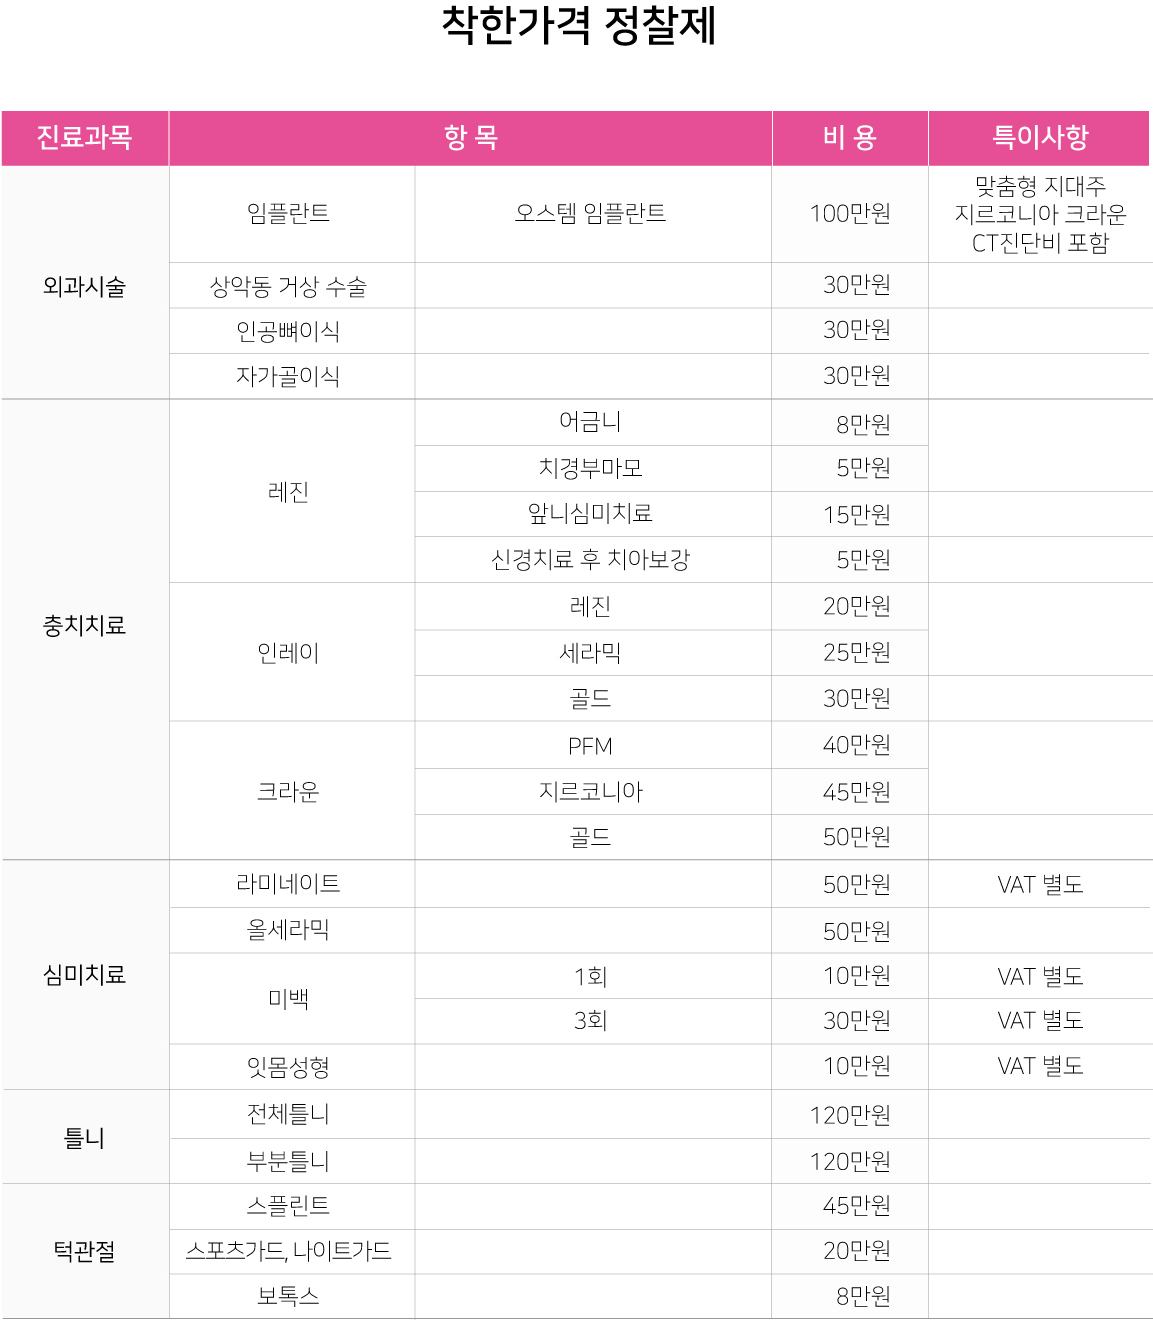 착한가격 정찰제
진료과목 항 목 비 용 특이사항
외과시술
임플란트 오스템 임플란트 100만원
맞춤형 지대주
지르코니아 크라운
CT진단비 포함
상악동 거상 수술 30만원
인공뼈이식 30만원
자가골이식 30만원
충치치료
레진
어금니 8만원
치경부마모 5만원
앞니심미치료 15만원
신경치료 후 치아보강 5만원
인레이
레진 20만원
세라믹 25만원
골드 30만원
크라운
PFM 40만원
지르코니아 45만원
골드 50만원
심미치료
라미네이트 50만원 VAT 별도
올세라믹 50만원
미백
1회 10만원 VAT 별도
3회 30만원 VAT 별도
잇몸성형 10만원 VAT 별도
틀니
전체틀니 120만원
부분틀니 120만원
턱관절
스플린트 45만원
스포츠가드, 나이트가드 20만원
보톡스 8만원